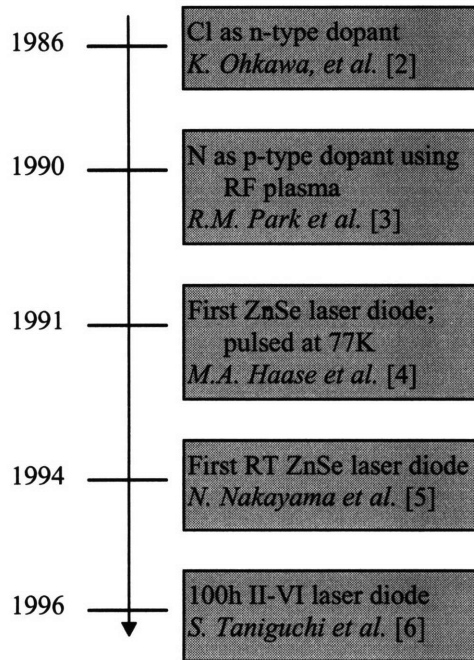 1986
Cl as n-type dopant
K. Ohkawa, et al. [2]
1990
N as p-type dopant using
RF plasma
R.M. Park et al. [3]
1991
First ZnSe laser diode;
pulsed at 77K
M.A. Haase et al. [4]
1994
First RT ZnSe laser diode
N. Nakayama et al. [5]
1996
100h II-VI laser diode
S. Taniguchi et al. [6]